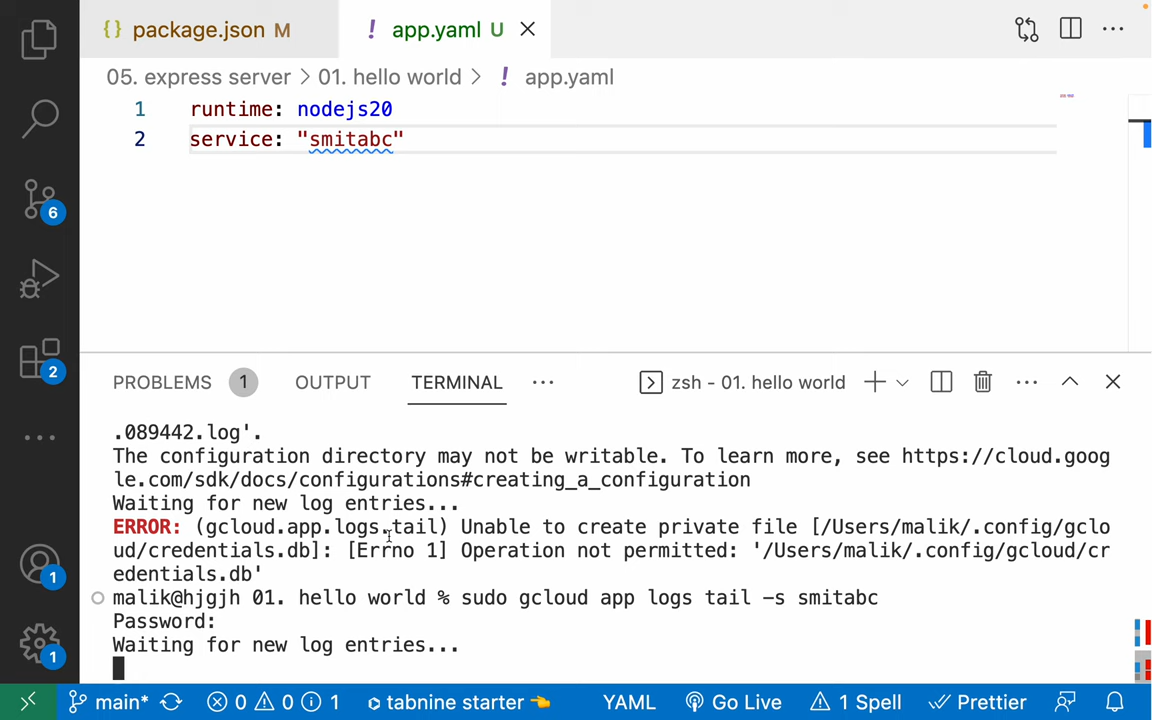 {} package.json M
! app.yaml U
05. express server > 01. hello world > ! app.yaml
1 runtime: nodejs20
2 service: "smitabc"
6
2
1
1
PROBLEMS 1 OUTPUT TERMINAL ··· zsh - 01. hello world
.089442.log'.
The configuration directory may not be writable. To learn more, see https://cloud.goog
le.com/sdk/docs/configurations#creating_a_configuration
Waiting for new log entries...
ERROR: (gcloud.app.logs.tail) Unable to create private file [/Users/malik/.config/gclo
ud/credentials.db]: [Errno 1] Operation not permitted: '/Users/malik/.config/gcloud/cr
edentials.db'
malik@hjgjh 01. hello world % sudo gcloud app logs tail -s smitabc
Password:
Waiting for new log entries...
main* 0 0 1 tabnine starter 👈 YAML Go Live 1 Spell Prettier